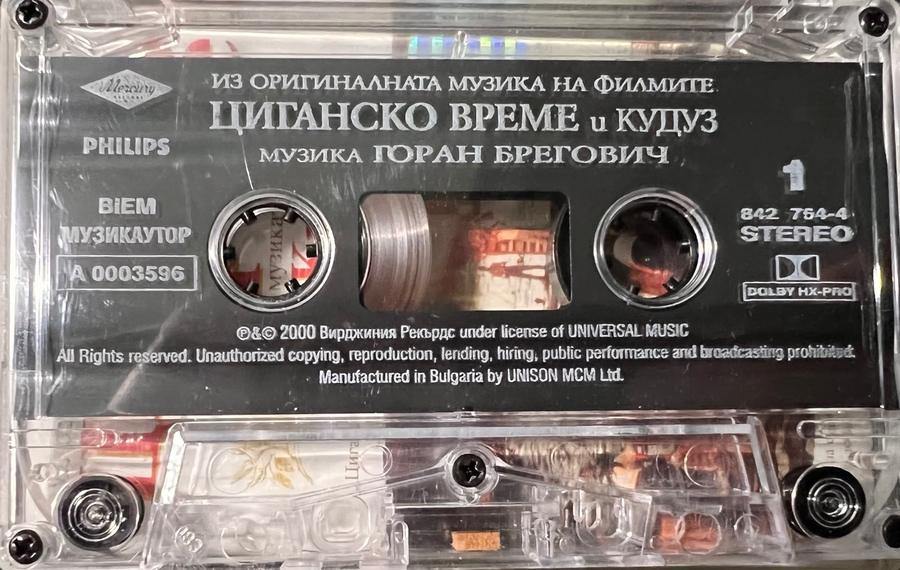 ИЗ ОРИГИНАЛНАТА МУЗИКА НА ФИЛМИТЕ
ЦИГАНСКО ВРЕМЕ и КУДУЗ
МУЗИКА ГОРАН БРЕГОВИЧ
Mercury
PHILIPS
BIEM
МУЗИКАУТОР
A 0003596
1
842 764-4
STEREO
DOLBY HX-PRO
музика
℗&© 2000 Вирджиния Рекърдс under license of UNIVERSAL MUSIC
All Rights reserved. Unauthorized copying, reproduction, lending, hiring, public performance and broadcasting prohibited.
Manufactured in Bulgaria by UNISON MCM Ltd.